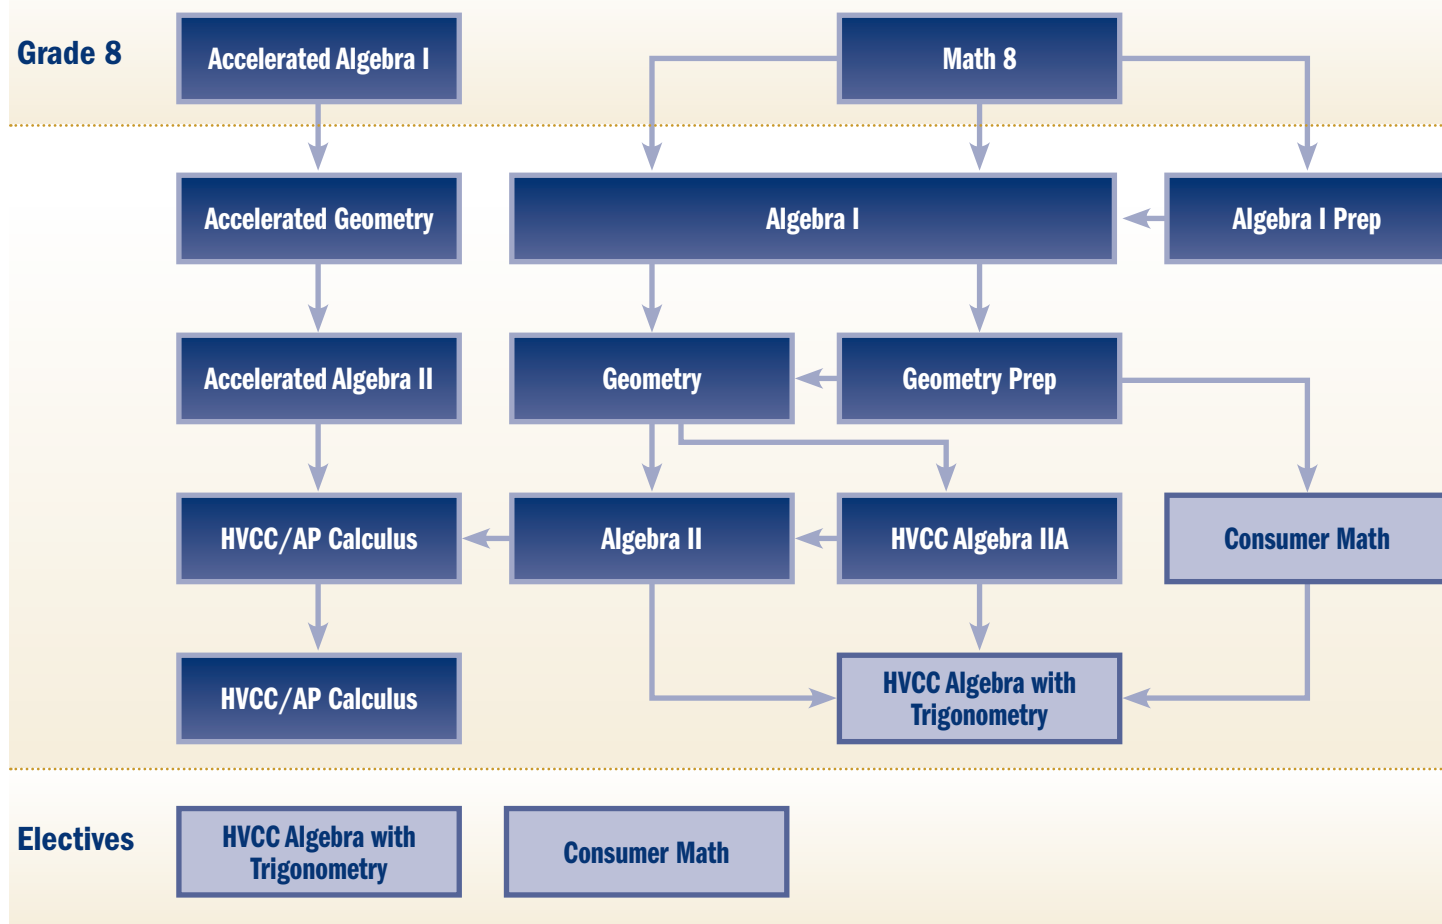 Grade 8
Accelerated Algebra I
Math 8
Accelerated Geometry
Algebra I
Algebra I Prep
Accelerated Algebra II
Geometry
Geometry Prep
HVCC/AP Calculus
Algebra II
HVCC Algebra IIA
Consumer Math
HVCC/AP Calculus
HVCC Algebra with
Trigonometry
Electives
HVCC Algebra with
Trigonometry
Consumer Math